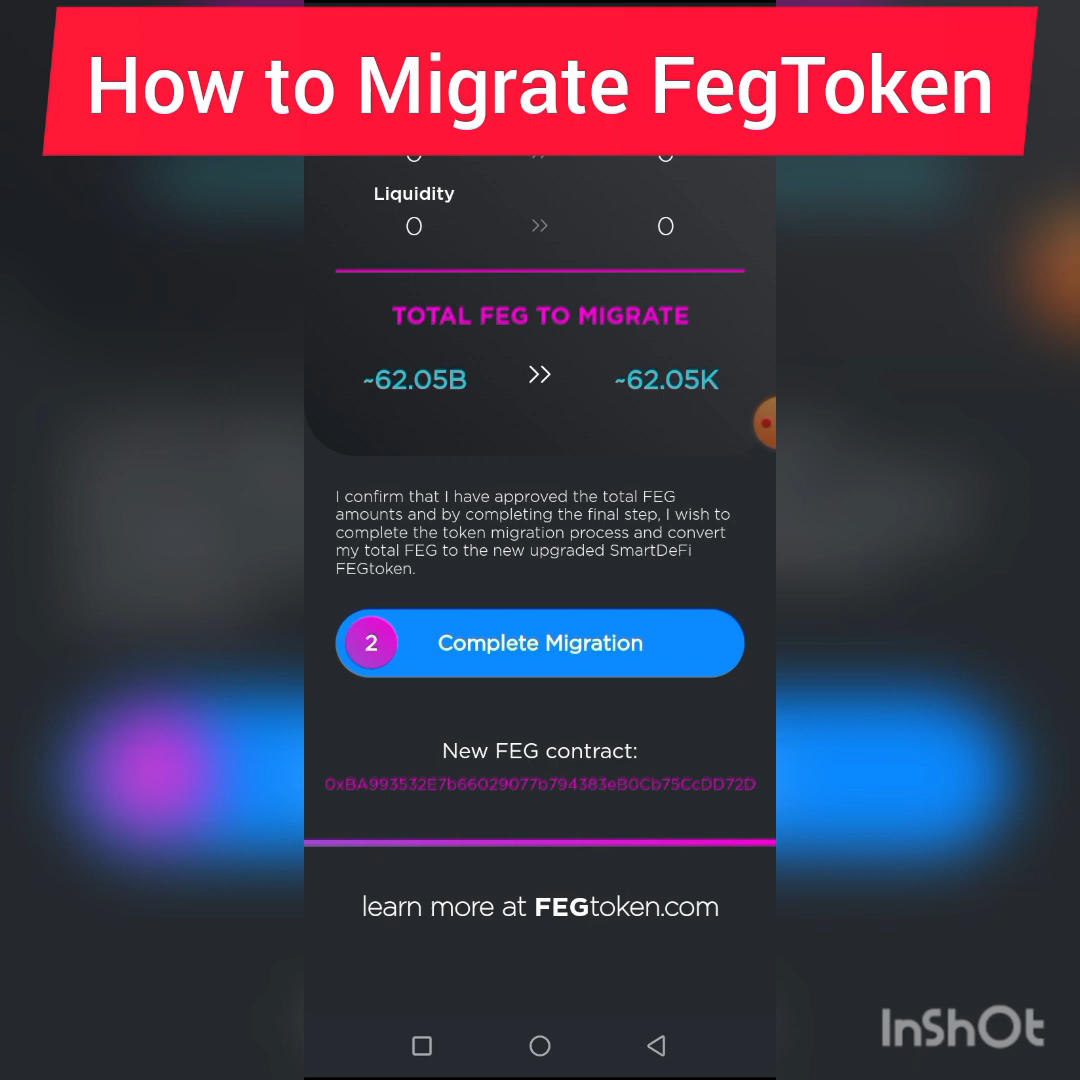 How to Migrate FegToken
0 >> 0
Liquidity
0 >> 0
TOTAL FEG TO MIGRATE
~62.05B >> ~62.05K
I confirm that I have approved the total FEG
amounts and by completing the final step, I wish to
complete the token migration process and convert
my total FEG to the new upgraded SmartDeFi
FEGtoken.
2 Complete Migration
New FEG contract:
0xBA993532E7b66029077b794383eB0Cb75CcDD72D
learn more at FEGtoken.com
InShOt